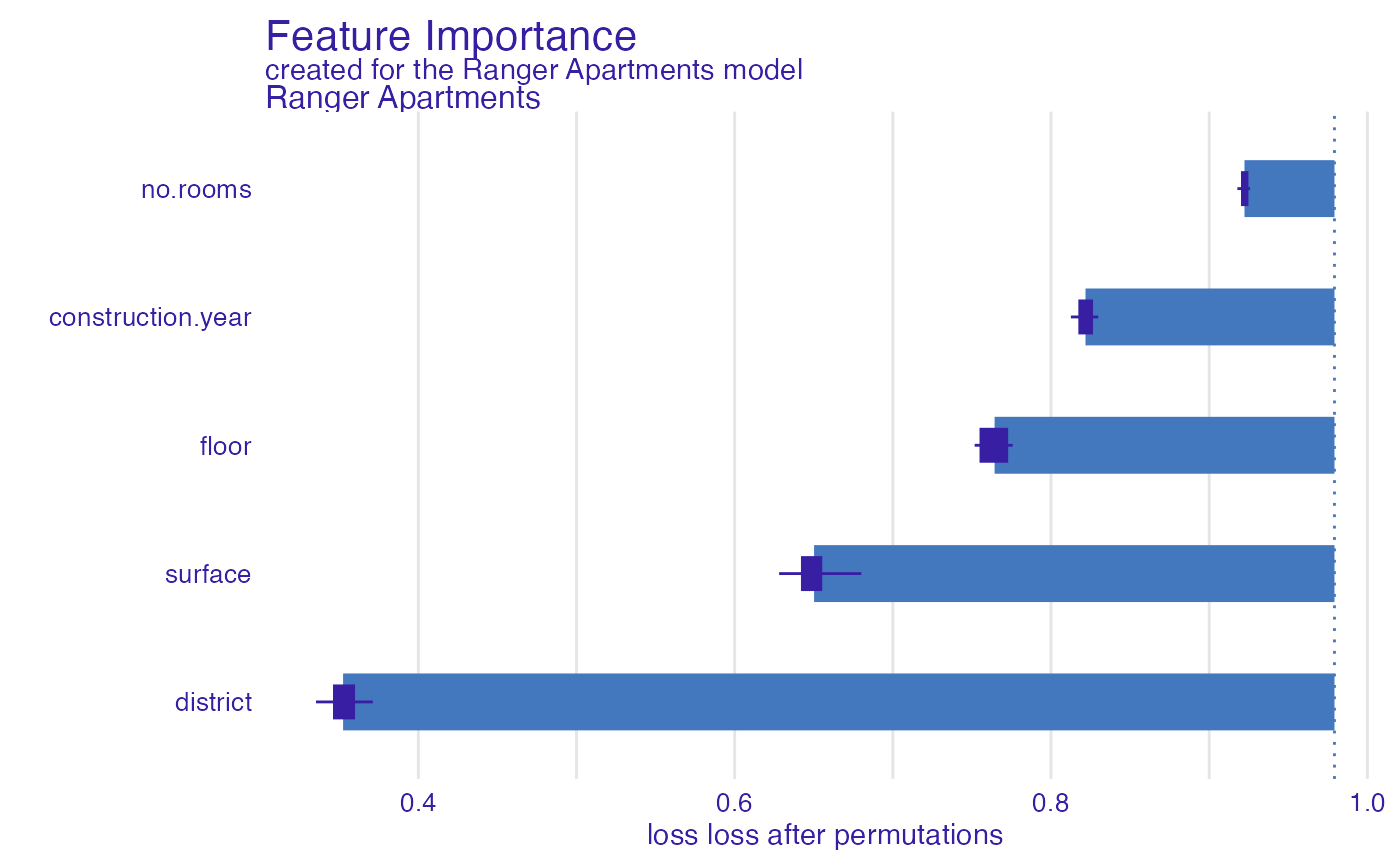 Feature Importance
created for the Ranger Apartments model
Ranger Apartments
no.rooms
construction.year
floor
surface
district
0.4 0.6 0.8 1.0
loss loss after permutations